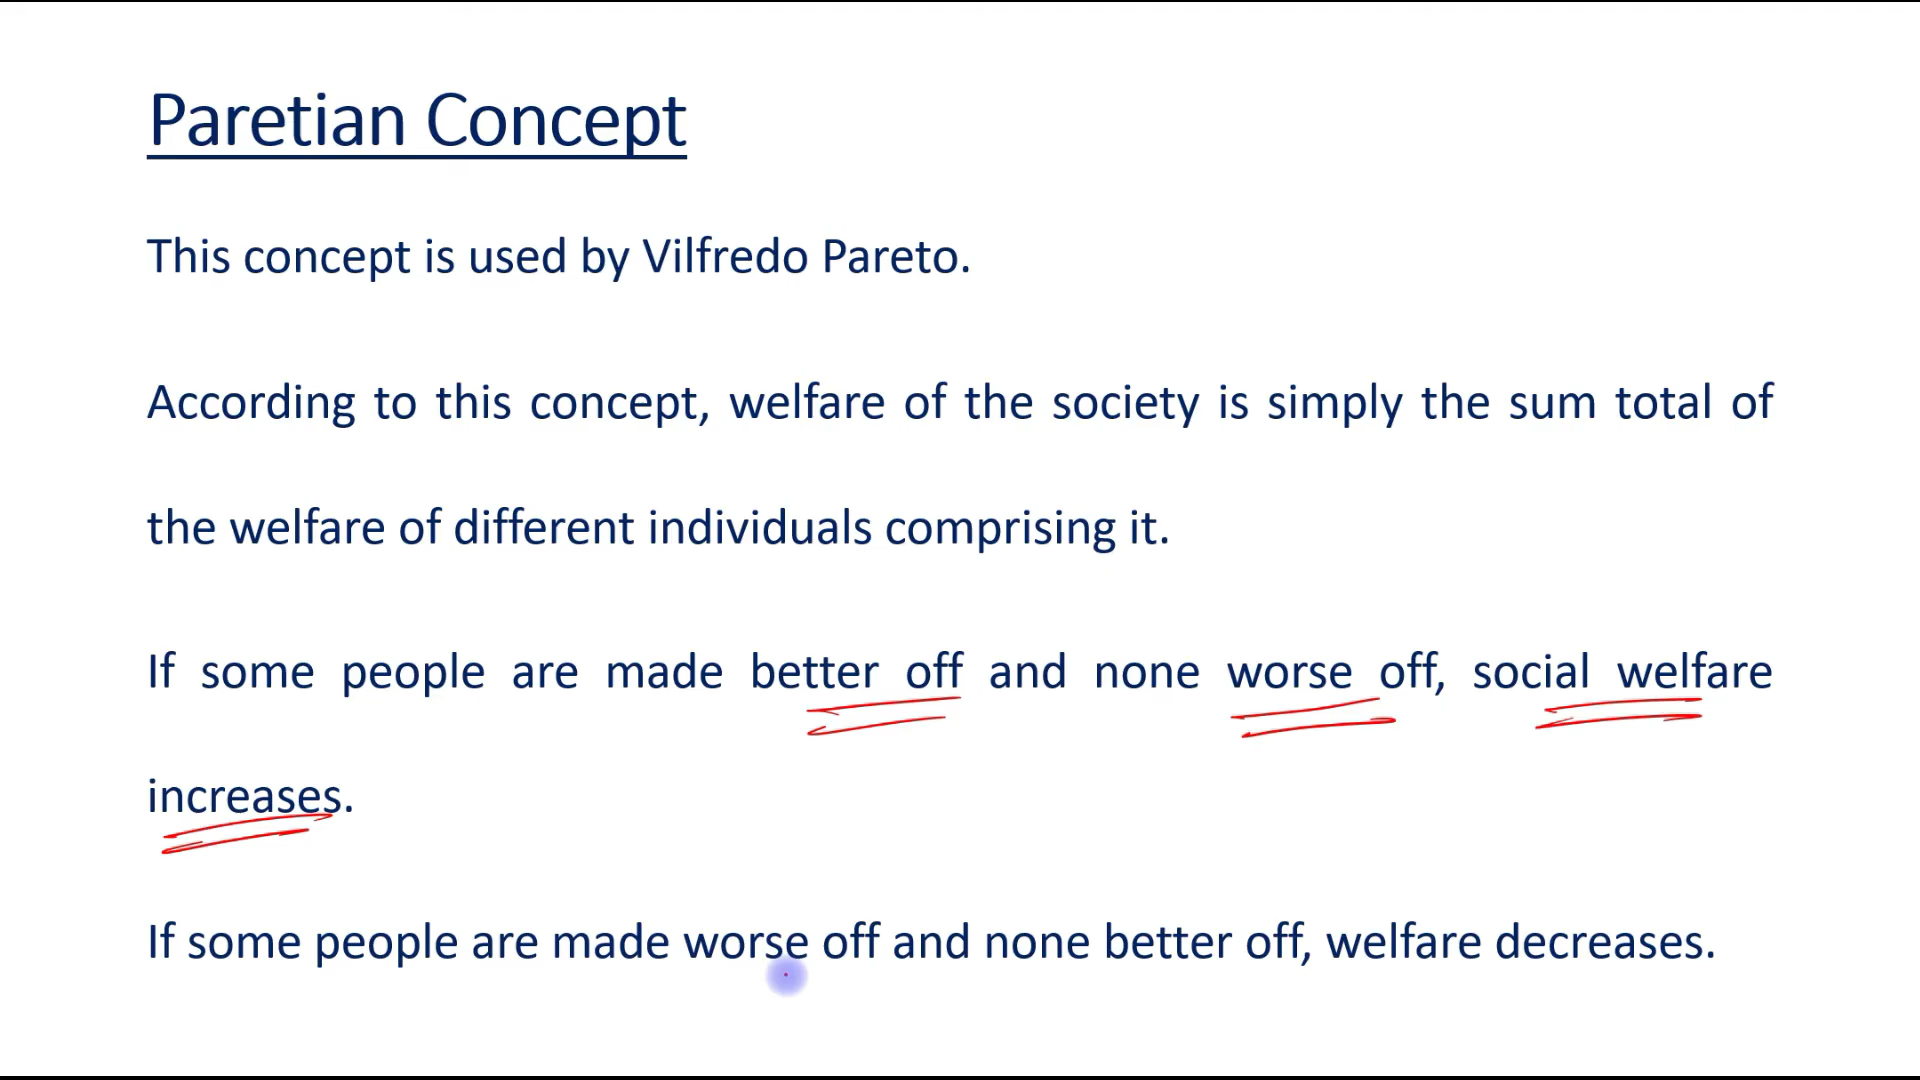 Paretian Concept
This concept is used by Vilfredo Pareto.
According to this concept, welfare of the society is simply the sum total of
the welfare of different individuals comprising it.
If some people are made better off and none worse off, social welfare
increases.
If some people are made worse off and none better off, welfare decreases.